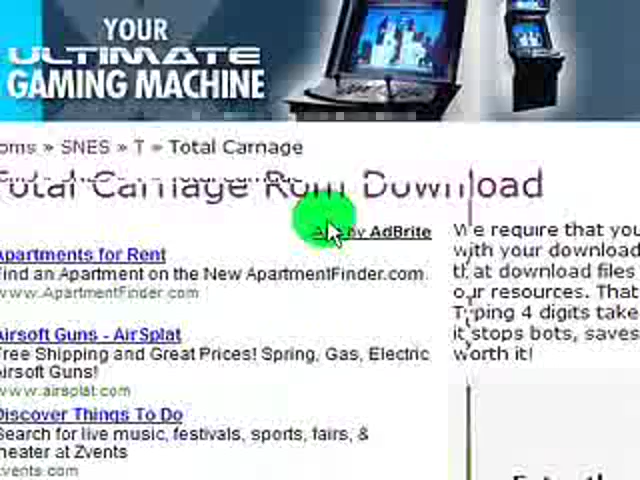 YOUR
ULTIMATE
GAMING MACHINE
oms » SNES » T » Total Carnage
Total Carnage Rom Download
Ads by AdBrite
Apartments for Rent
Find an Apartment on the New ApartmentFinder.com.
www.ApartmentFinder.com
Airsoft Guns - AirSplat
Free Shipping and Great Prices! Spring, Gas, Electric
Airsoft Guns!
www.airsplat.com
Discover Things To Do
Search for live music, festivals, sports, fairs, &
heater at Zvents
zvents.com
We require that you
with your download
that download files
our resources. That
Typing 4 digits take
it stops bots, saves
worth it!